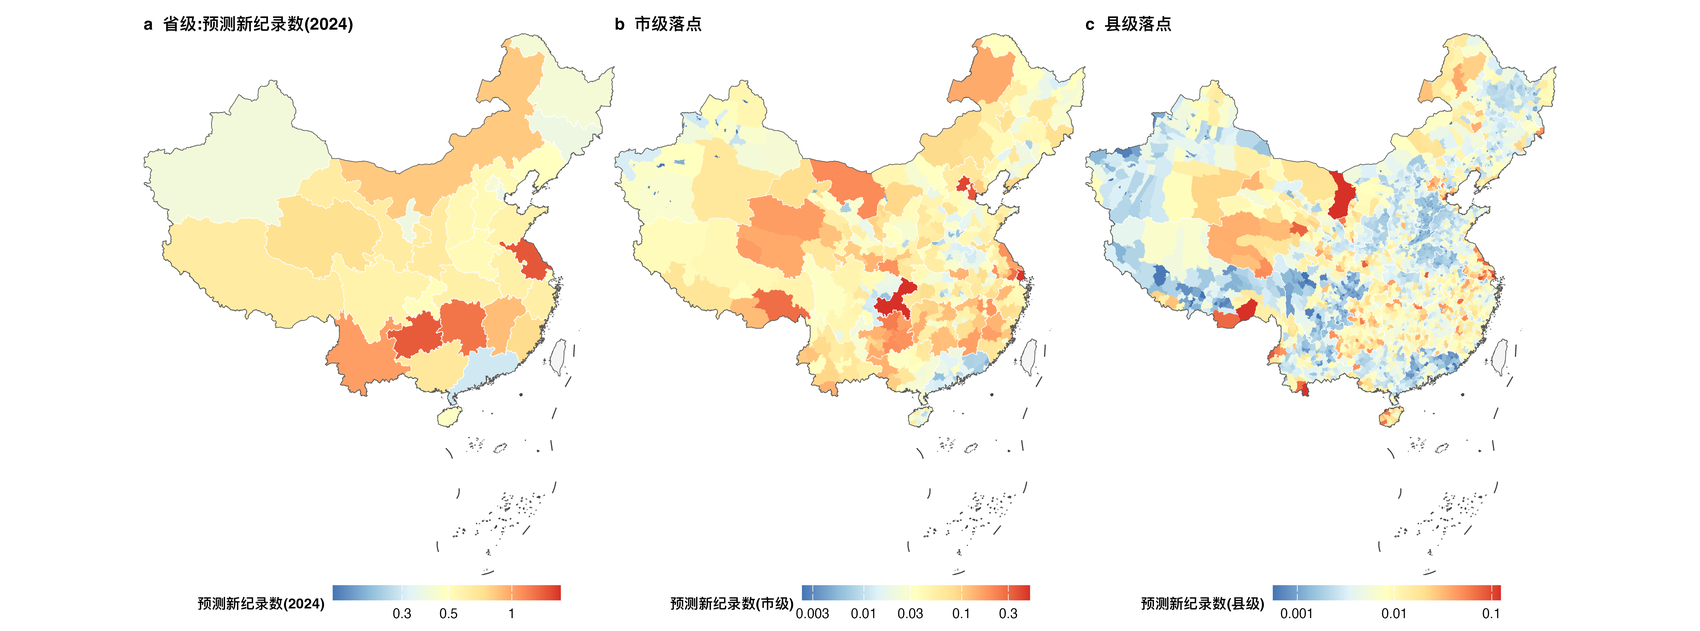 a 省级:预测新纪录数(2024)
b 市级落点
c 县级落点
预测新纪录数(2024)
0.3 0.5 1
预测新纪录数(市级)
0.003 0.01 0.03 0.1 0.3
预测新纪录数(县级)
0.001 0.01 0.1